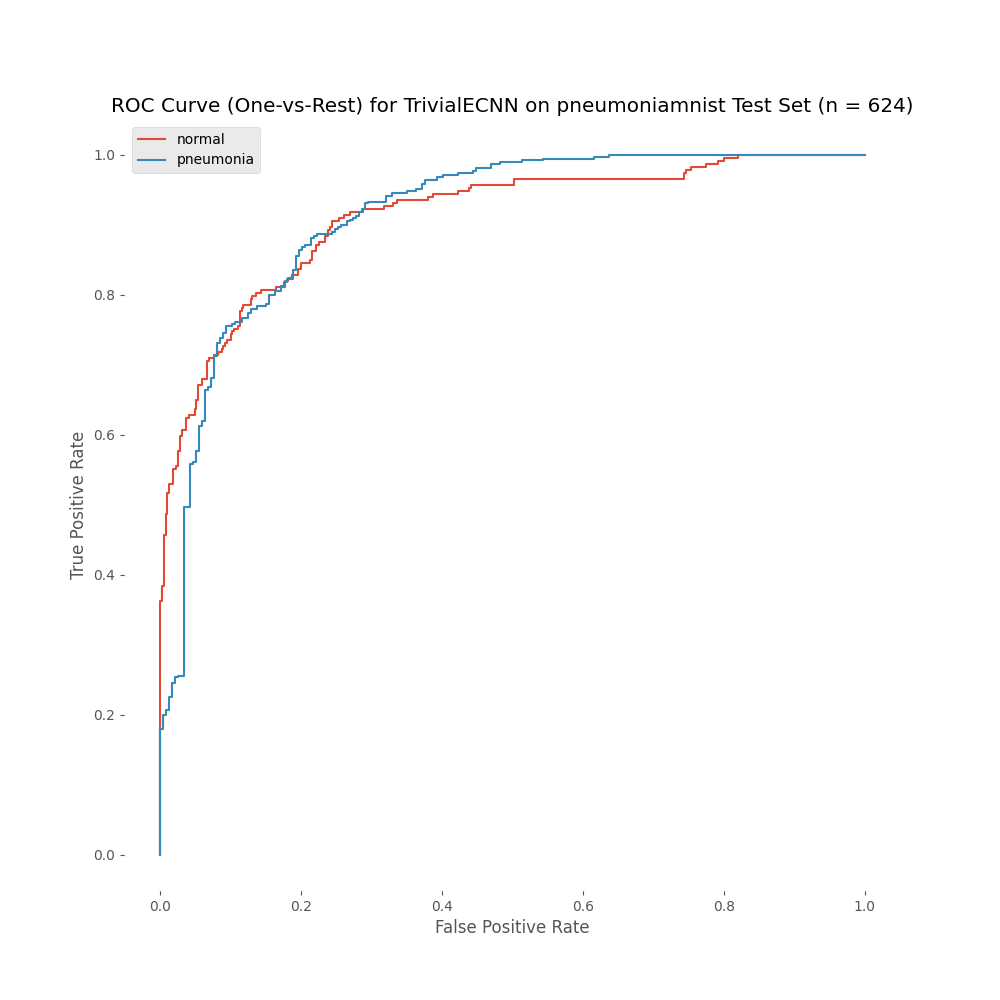 ROC Curve (One-vs-Rest) for TrivialECNN on pneumoniamnist Test Set (n = 624)
normal
pneumonia
1.0
0.8
0.6
0.4
0.2
0.0
True Positive Rate
0.0 0.2 0.4 0.6 0.8 1.0
False Positive Rate